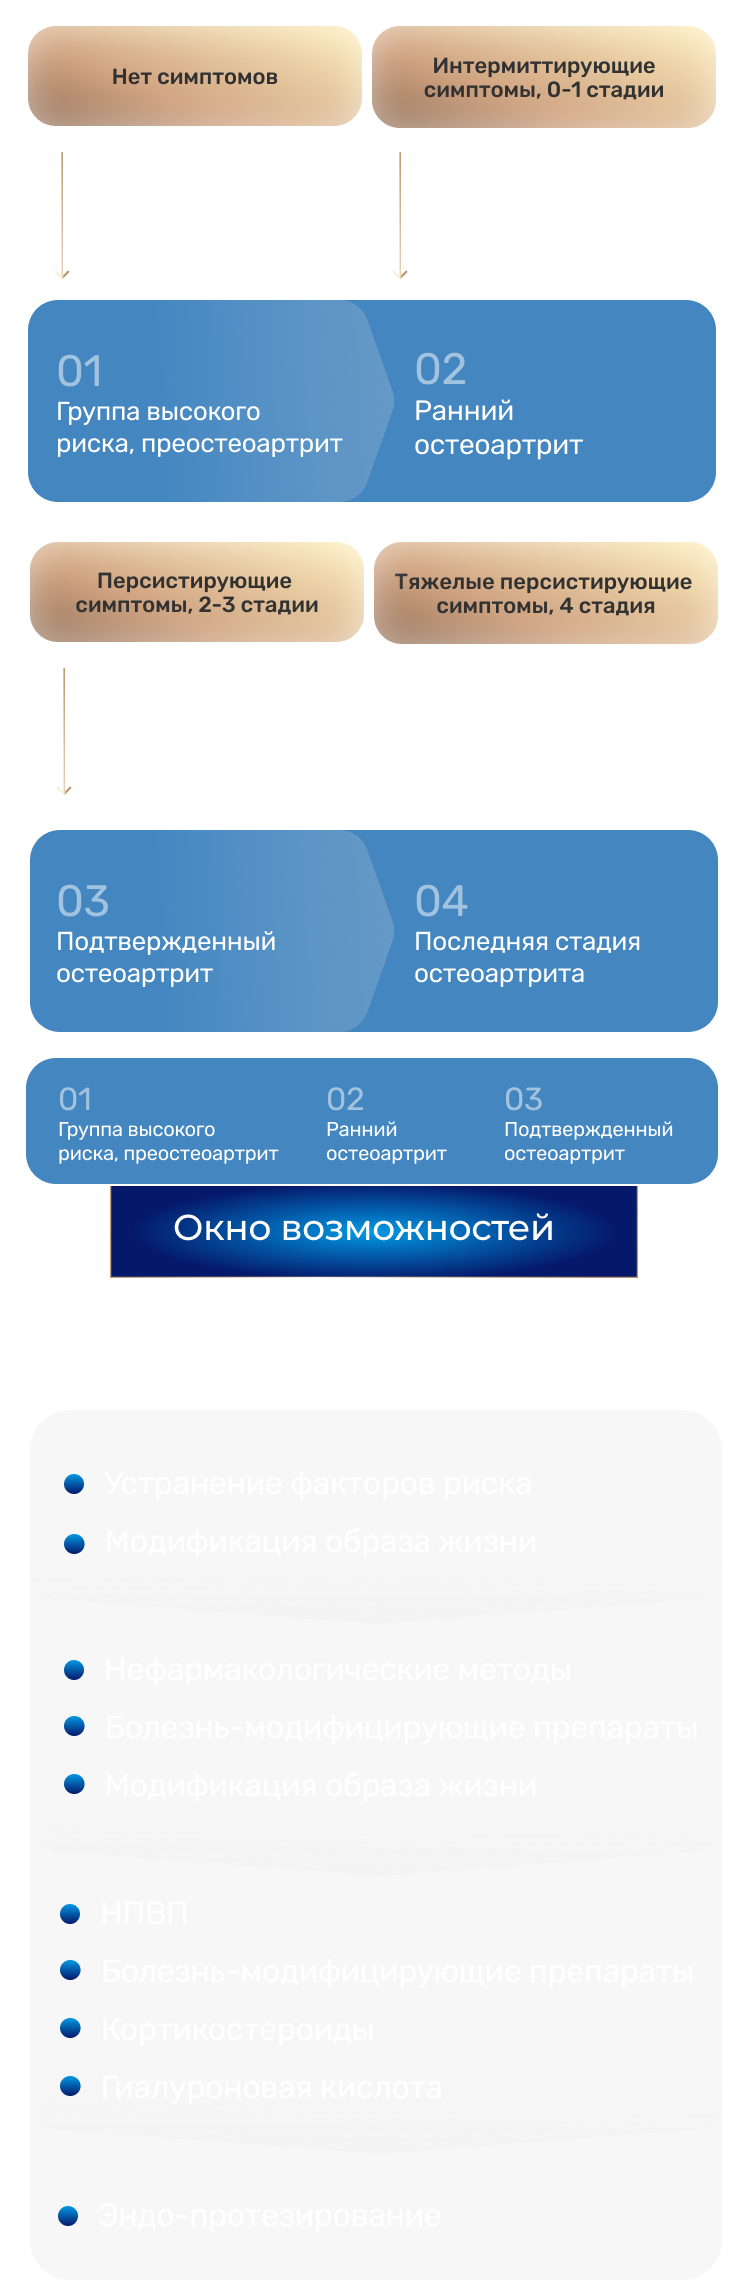 Нет симптомов
Интермиттирующие
симптомы, 0-1 стадии
01
Группа высокого
риска, преостеоартрит
02
Ранний
остеоартрит
Персистирующие
симптомы, 2-3 стадии
Тяжелые персистирующие
симптомы, 4 стадия
03
Подтвержденный
остеоартрит
04
Последняя стадия
остеоартрита
01
Группа высокого
риска, преостеоартрит
02
Ранний
остеоартрит
03
Подтвержденный
остеоартрит
Окно возможностей
Устранение факторов риска
Модификация образа жизни
Нефармакологические методы
Болезнь-модифицирующие препараты
Модификация образа жизни
НПВП
Болезнь-модифицирующие препараты
Кортикостероиды
Гиалуроновая кислота
Эндо-протезирование